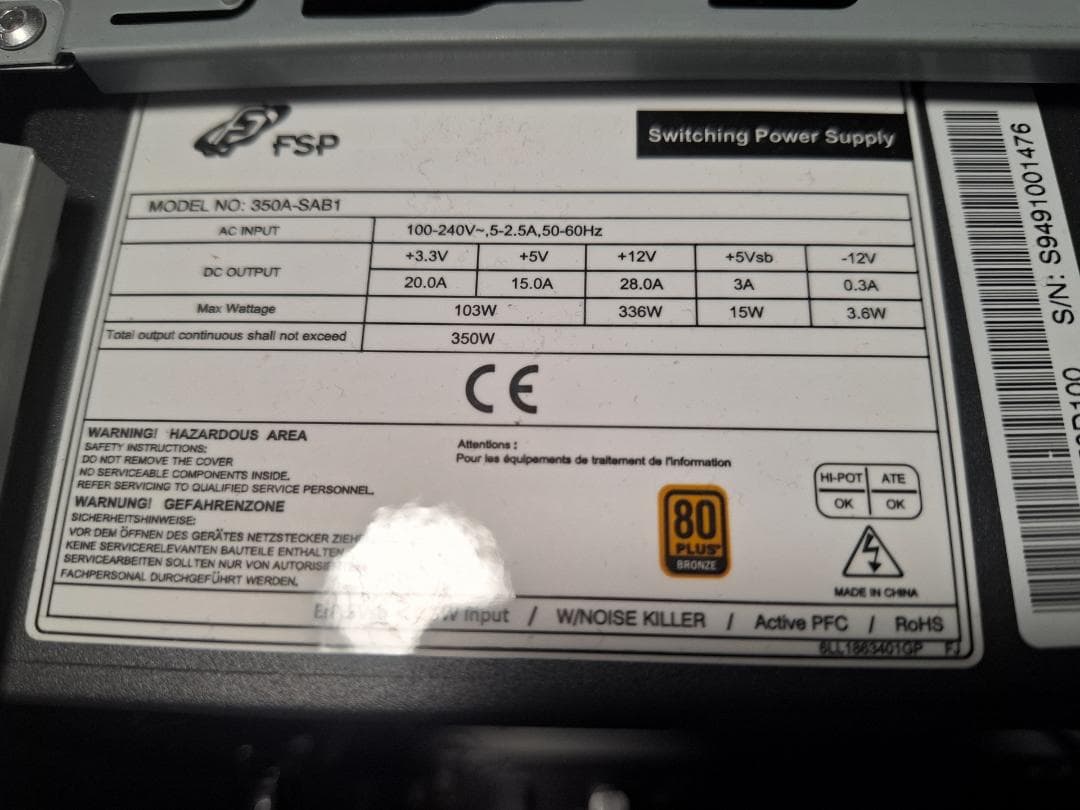 FSP
Switching Power Supply
MODEL NO: 350A-SAB1
AC INPUT 100-240V~,5-2.5A,50-60Hz
DC OUTPUT +3.3V +5V +12V +5Vsb -12V
20.0A 15.0A 28.0A 3A 0.3A
Max Wattage 103W 336W 15W 3.6W
Total output continuous shall not exceed 350W
CE
WARNING! HAZARDOUS AREA
SAFETY INSTRUCTIONS:
DO NOT REMOVE THE COVER
NO SERVICEABLE COMPONENTS INSIDE,
REFER SERVICING TO QUALIFIED SERVICE PERSONNEL,
WARNUNG! GEFAHRENZONE
SICHERHEITSHINWEISE:
VOR DEM ÖFFNEN DES GERÄTES NETZSTECKER
KEINE SERVICERELEVANTEN BAUTEILE ENTHALTEN
SERVICEARBEITEN SOLLTEN NUR VON
FACHPERSONAL DURCHGEFÜHRT WERDEN,
Attentions :
Pour les équipements de traitement de l'information
80
PLUS
BRONZE
HI-POT ATE
OK OK
MADE IN CHINA
Input / W/NOISE KILLER / Active PFC / RoHS
6LL1863401GP FJ
S/N: S9491001476